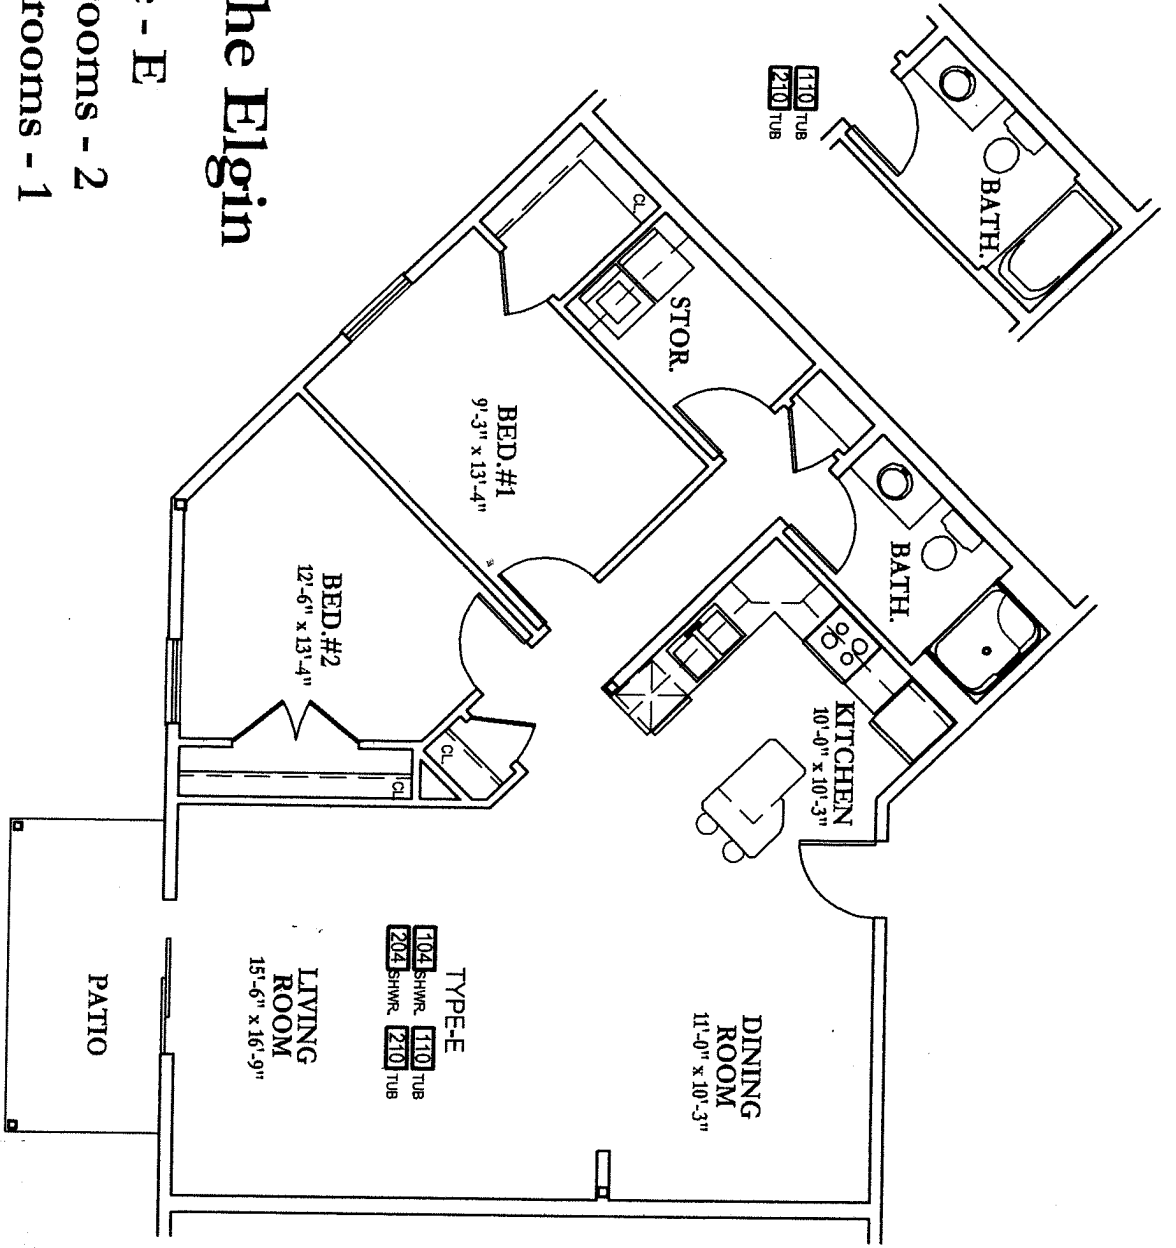 he Elgin
- E
ooms - 2
rooms - 1
110 TUB
210 TUB
BATH.
CL.
STOR.
BED.#1
9'-3" x 13'-4"
BATH.
BED.#2
12'-6" x 13'-4"
KITCHEN
10'-0" x 10'-3"
CL.
CL.
TYPE-E
104 SHWR. 110 TUB
204 SHWR. 210 TUB
DINING
ROOM
11'-0" x 10'-3"
LIVING
ROOM
15'-6" x 16'-9"
PATIO